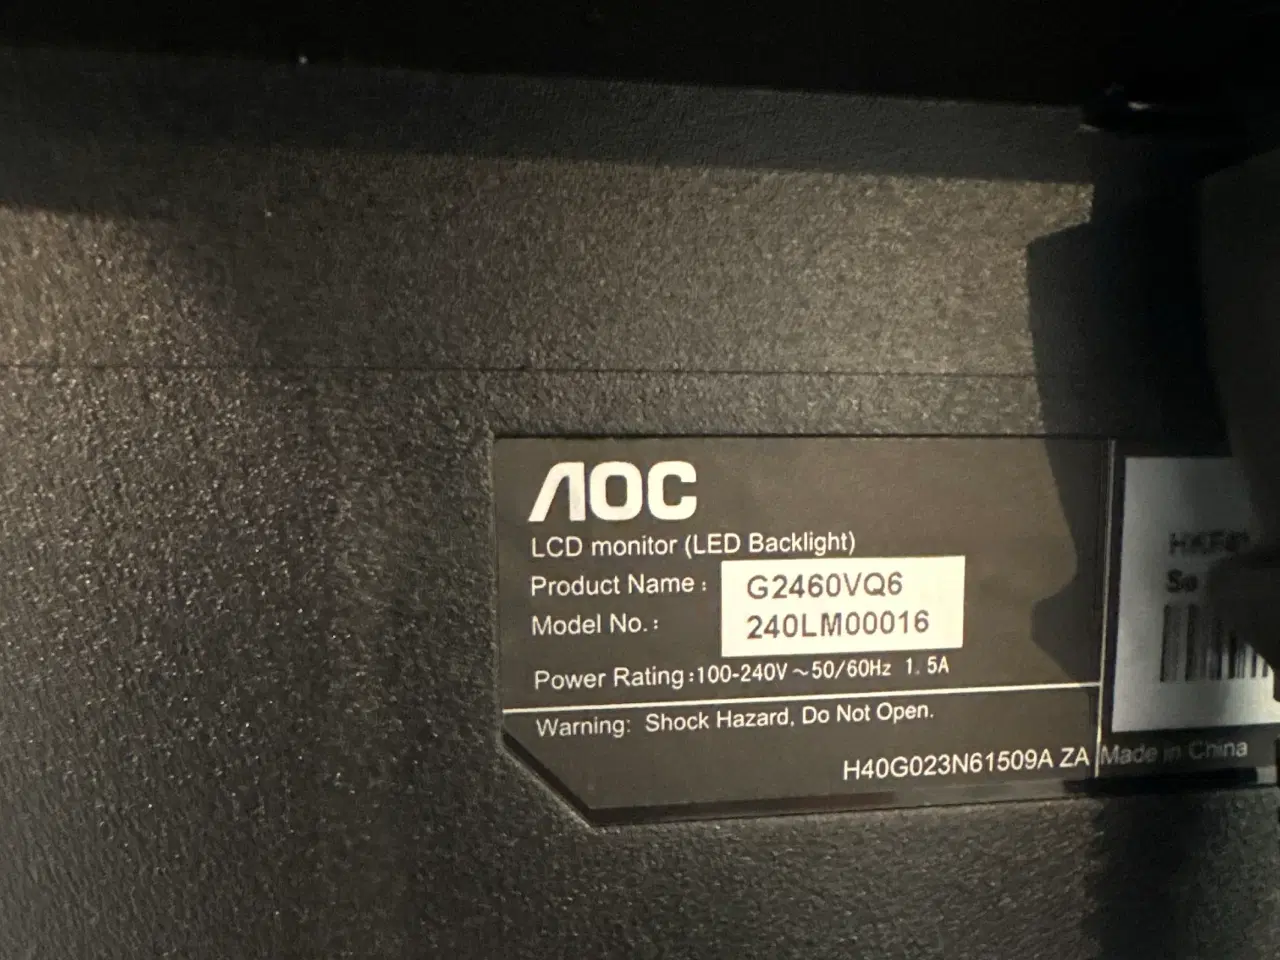 AOC
LCD monitor (LED Backlight)
Product Name : G2460VQ6
Model No. : 240LM00016
Power Rating :100-240V ~ 50/60Hz 1.5A
Warning: Shock Hazard, Do Not Open.
H40G023N61509A ZA
Made in China